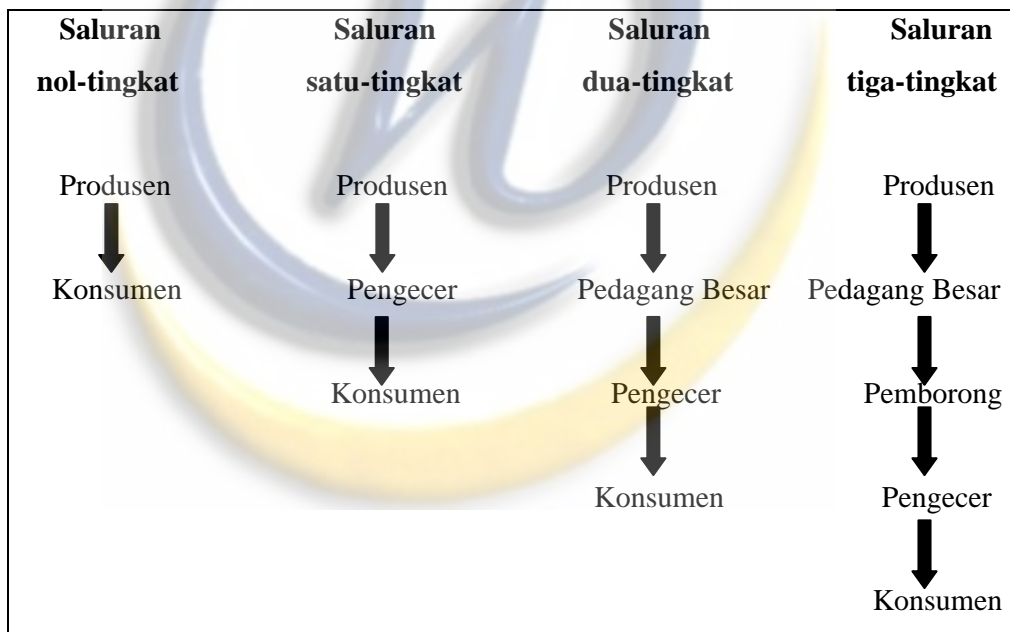 Saluran
nol-tingkat
Produsen
Konsumen
Saluran
satu-tingkat
Produsen
Pengecer
Konsumen
Saluran
dua-tingkat
Produsen
Pedagang Besar
Pengecer
Konsumen
Saluran
tiga-tingkat
Produsen
Pedagang Besar
Pemborong
Pengecer
Konsumen